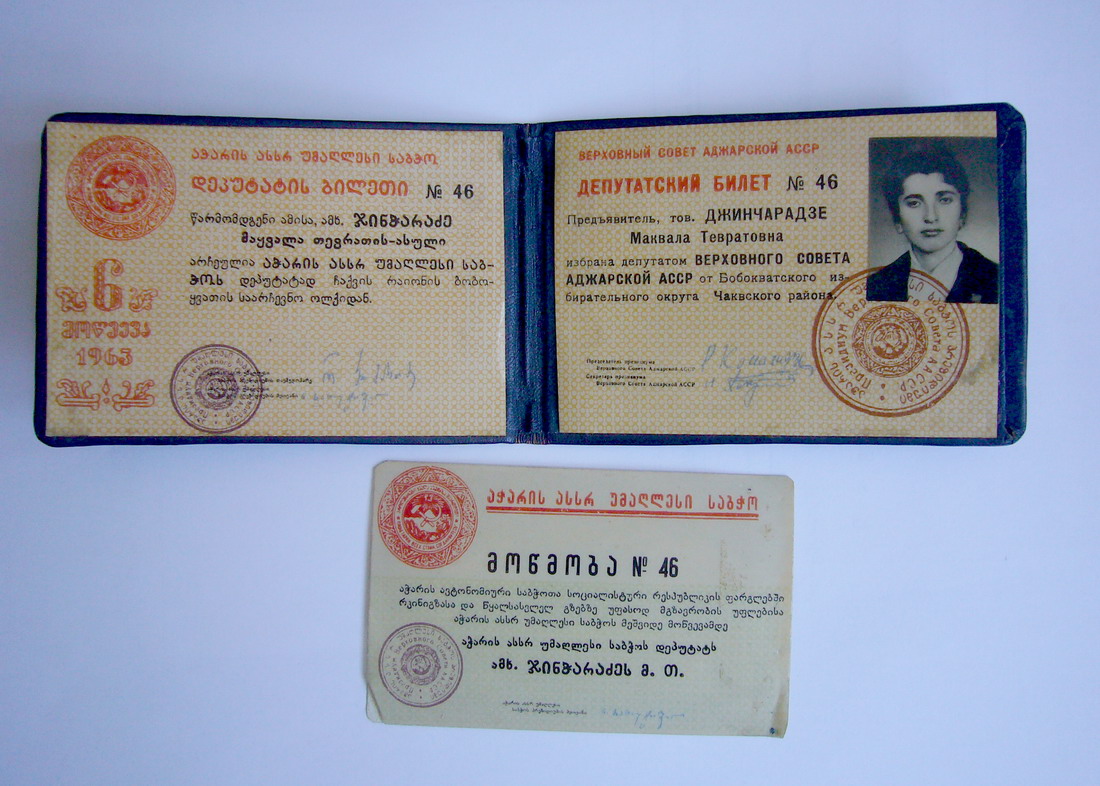 აჭარის ასსრ უმაღლესი საბჭო
დეპუტატის ბილეთი № 46
წარმომდგენი ამისა, ამხ. ჯინჭარაძე
მაყვალა თევრათის-ასული
არჩეულია აჭარის ასსრ უმაღლესი საბ-
ჭოს დეპუტატად ჩაქვის რაიონის ბობო-
ყვათის საარჩევნო ოლქიდან.
6
მოწვევა
1963
ВЕРХОВНЫЙ СОВЕТ АДЖАРСКОЙ АССР
ДЕПУТАТСКИЙ БИЛЕТ № 46
Предъявитель, тов. ДЖИНЧАРАДЗЕ
Маквала Тевратовна
избрана депутатом ВЕРХОВНОГО СОВЕТА
АДЖАРСКОЙ АССР от Бобокватского из-
бирательного округа Чаквского района.
Председатель президиума
Верховного Совета Аджарской АССР
Секретарь президиума
Верховного Совета Аджарской АССР
აჭარის ასსრ უმაღლესი საბჭო
მოწმობა № 46
აჭარის ავტონომიური საბჭოთა სოციალისტური რესპუბლიკის ფარგლებში
რკინიგზასა და წყალსასვლელ გზებზე უფასოდ მგზავრობის უფლებისა
აჭარის ასსრ უმაღლესი საბჭოს მეშვიდე მოწვევამდე
აჭარის ასსრ უმაღლესი საბჭოს დეპუტატს
ამხ. ჯინჭარაძეს მ. თ.